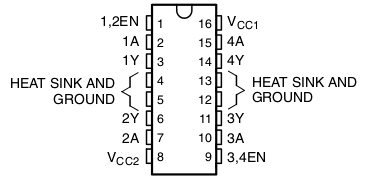 1,2EN 1 16 VCC1
1A 2 15 4A
1Y 3 14 4Y
HEAT SINK AND GROUND 4 13 HEAT SINK AND GROUND
5 12
2Y 6 11 3Y
2A 7 10 3A
VCC2 8 9 3,4EN